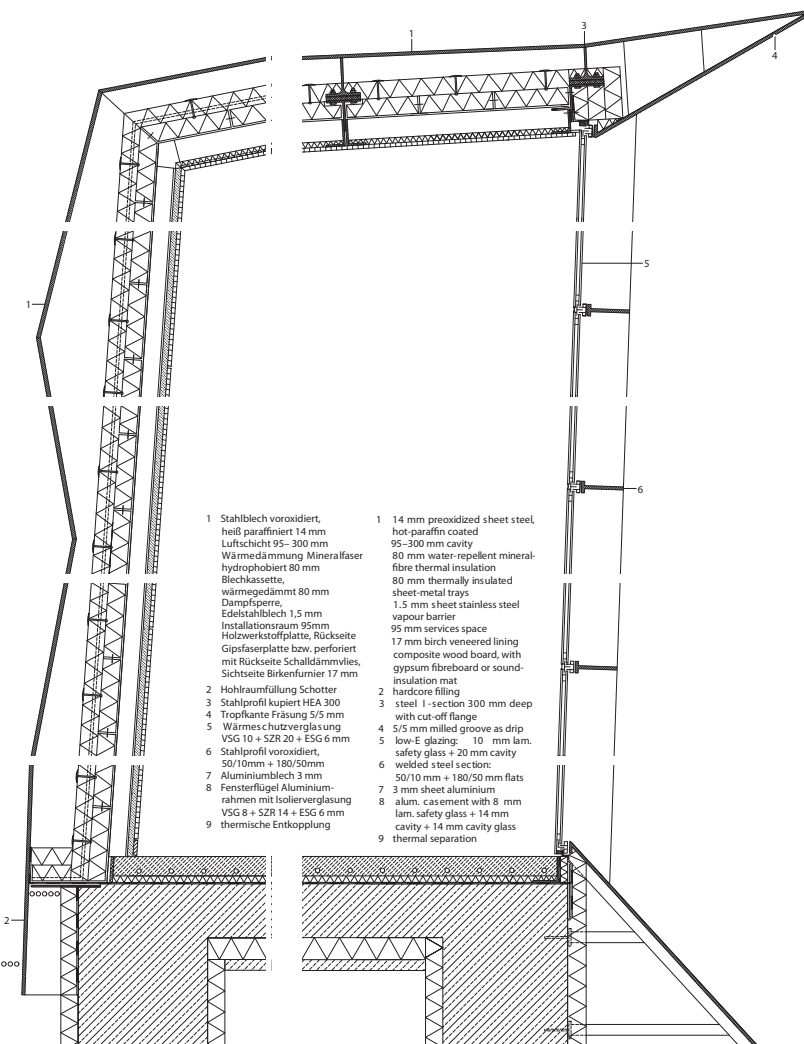 1
3
4
5
1
6
2
1 Stahlblech voroxidiert,
heiß paraffiniert 14 mm
Luftschicht 95– 300 mm
Wärmedämmung Mineralfaser
hydrophobiert 80 mm
Blechkassette,
wärmegedämmt 80 mm
Dampfsperre,
Edelstahlblech 1,5 mm
Installationsraum 95mm
Holzwerkstoffplatte, Rückseite
Gipsfaserplatte bzw. perforiert
mit Rückseite Schalldämmvlies,
Sichtseite Birkenfurnier 17 mm
2 Hohlraumfüllung Schotter
3 Stahlprofil kupiert HEA 300
4 Tropfkante Fräsung 5/5 mm
5 Wärmeschutzverglasung
VSG 10 + SZR 20 + ESG 6 mm
6 Stahlprofil voroxidiert,
50/10mm + 180/50mm
7 Aluminiumblech 3 mm
8 Fensterflügel Aluminium-
rahmen mit Isolierverglasung
VSG 8 + SZR 14 + ESG 6 mm
9 thermische Entkopplung
1 14 mm preoxidized sheet steel,
hot-paraffin coated
95–300 mm cavity
80 mm water-repellent mineral-
fibre thermal insulation
80 mm thermally insulated
sheet-metal trays
1.5 mm sheet stainless steel
vapour barrier
95 mm services space
17 mm birch veneered lining
composite wood board, with
gypsum fibreboard or sound-
insulation mat
2 hardcore filling
3 steel I-section 300 mm deep
with cut-off flange
4 5/5 mm milled groove as drip
5 low-E glazing: 10 mm lam.
safety glass + 20 mm cavity
6 welded steel section:
50/10 mm + 180/50 mm flats
7 3 mm sheet aluminium
8 alum. casement with 8 mm
lam. safety glass + 14 mm
cavity + 14 mm cavity glass
9 thermal separation